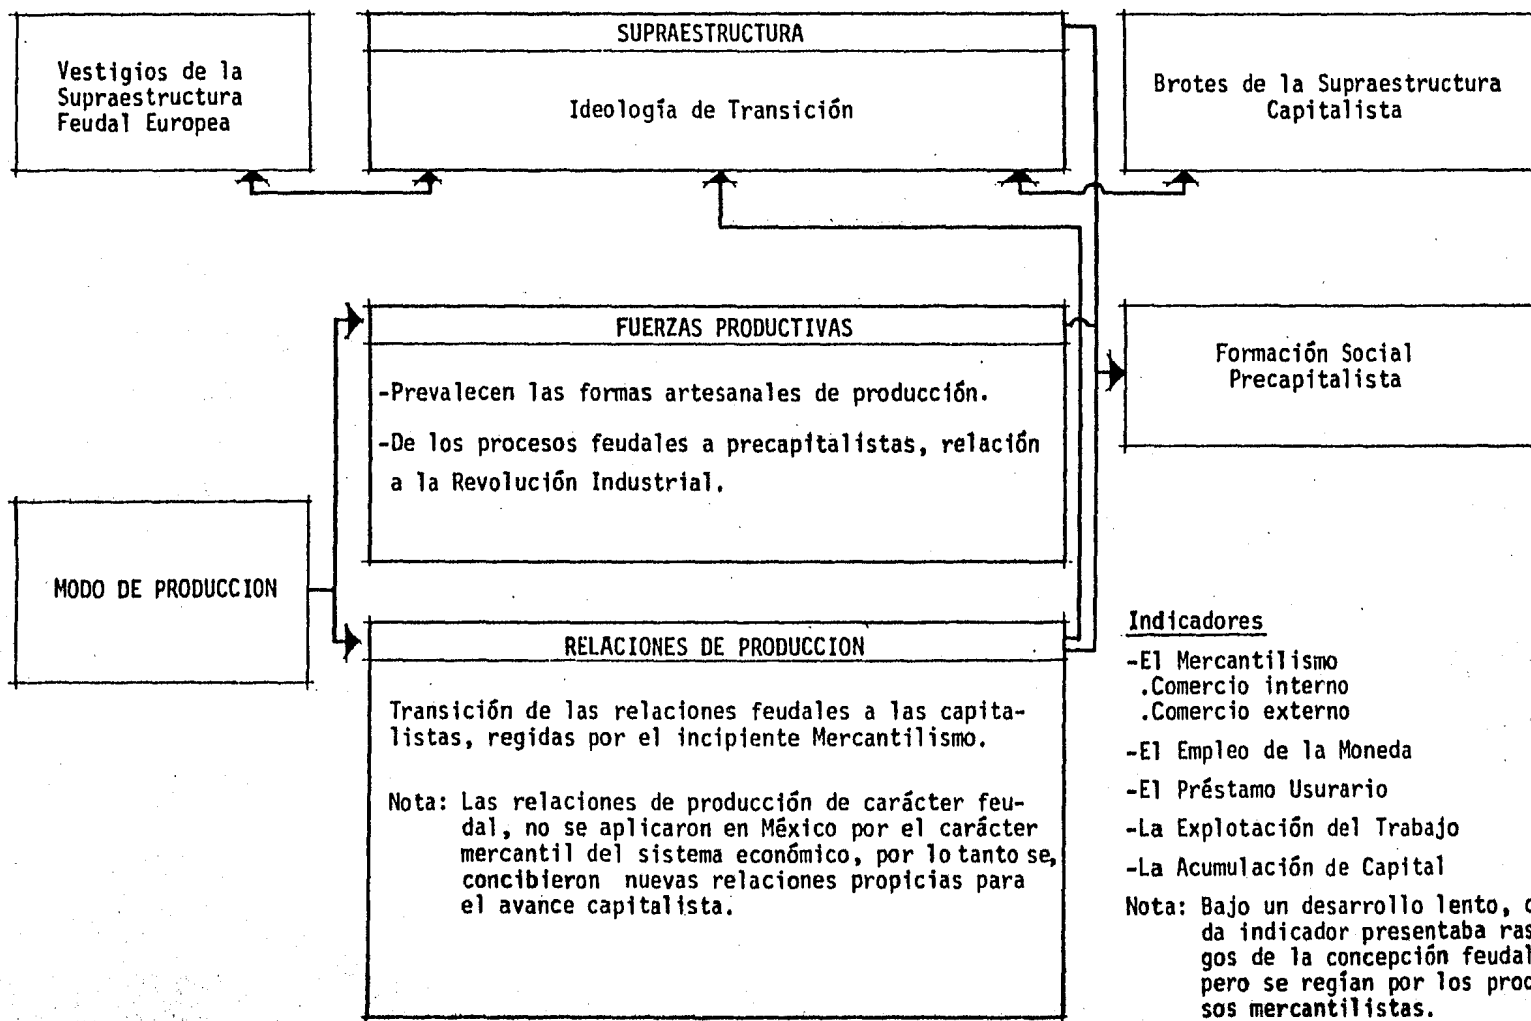 Vestigios de la
Supraestructura
Feudal Europea
SUPRAESTRUCTURA
Ideología de Transición
Brotes de la Supraestructura
Capitalista
FUERZAS PRODUCTIVAS
-Prevalecen las formas artesanales de producción.
-De los procesos feudales a precapitalistas, relación
a la Revolución Industrial.
Formación Social
Precapitalista
MODO DE PRODUCCION
RELACIONES DE PRODUCCION
Transición de las relaciones feudales a las capita-
listas, regidas por el incipiente Mercantilismo.
Nota: Las relaciones de producción de carácter feu-
dal, no se aplicaron en México por el carácter
mercantil del sistema económico, por lo tanto se,
concibieron nuevas relaciones propicias para
el avance capitalista.
Indicadores
-El Mercantilismo
.Comercio interno
.Comercio externo
-El Empleo de la Moneda
-El Préstamo Usurario
-La Explotación del Trabajo
-La Acumulación de Capital
Nota: Bajo un desarrollo lento,
da indicador presentaba ras
gos de la concepción feudal
pero se regían por los
sos mercantilistas.